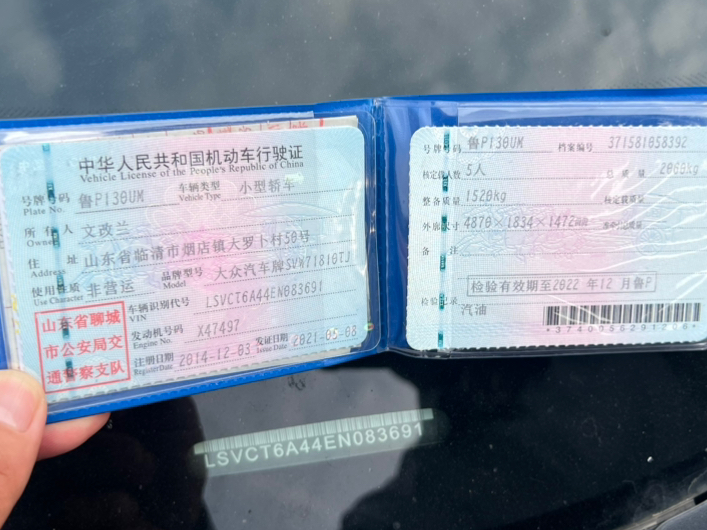 中华人民共和国机动车行驶证
Vehicle License of the People's Republic of China
号牌号码 鲁P130UM 车辆类型 小型轿车
Plate No. Vehicle Type
所有人 文改兰
Owner
住址 山东省临清市烟店镇大罗卜村50号
Address
使用性质 非营运 品牌型号 大众汽车牌SVW71810TJ
Use Character Model
山东省聊城
市公安局交
通警察支队
车辆识别代号 LSVCT6A44EN083691
VIN
发动机号码 X47497
Engine No.
注册日期 2014-12-03 发证日期 2021-05-08
Register Date Issue Date
号牌号码 鲁P130UM 档案编号 371581058392
核定载人数 5人 总质量 2060kg
整备质量 1520kg 核定载质量
外廓尺寸 4870×1834×1472
备注
检验有效期至2022 年12 月鲁P
检验记录
汽油
LSVCT6A44EN083691